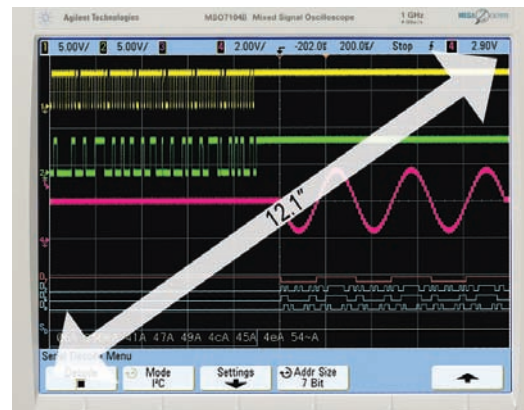 Agilent Technologies MSO7104B Mixed Signal Oscilloscope 1 GHz MEGA Zoom
1 5.00V/ 2 5.00V/ 3 4 2.00V/ -202.0% 200.0%/ Stop 4 2.90V
12.1"
41A 47A 49A 4cA 45A 4eA 54~A
Menu
Mode Settings Addr Size
I²C 7 Bit